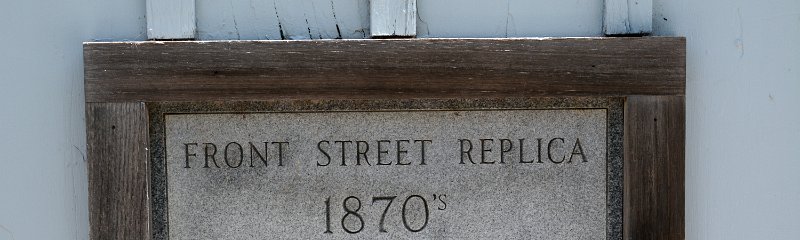 FRONT STREET REPLICA
1870's